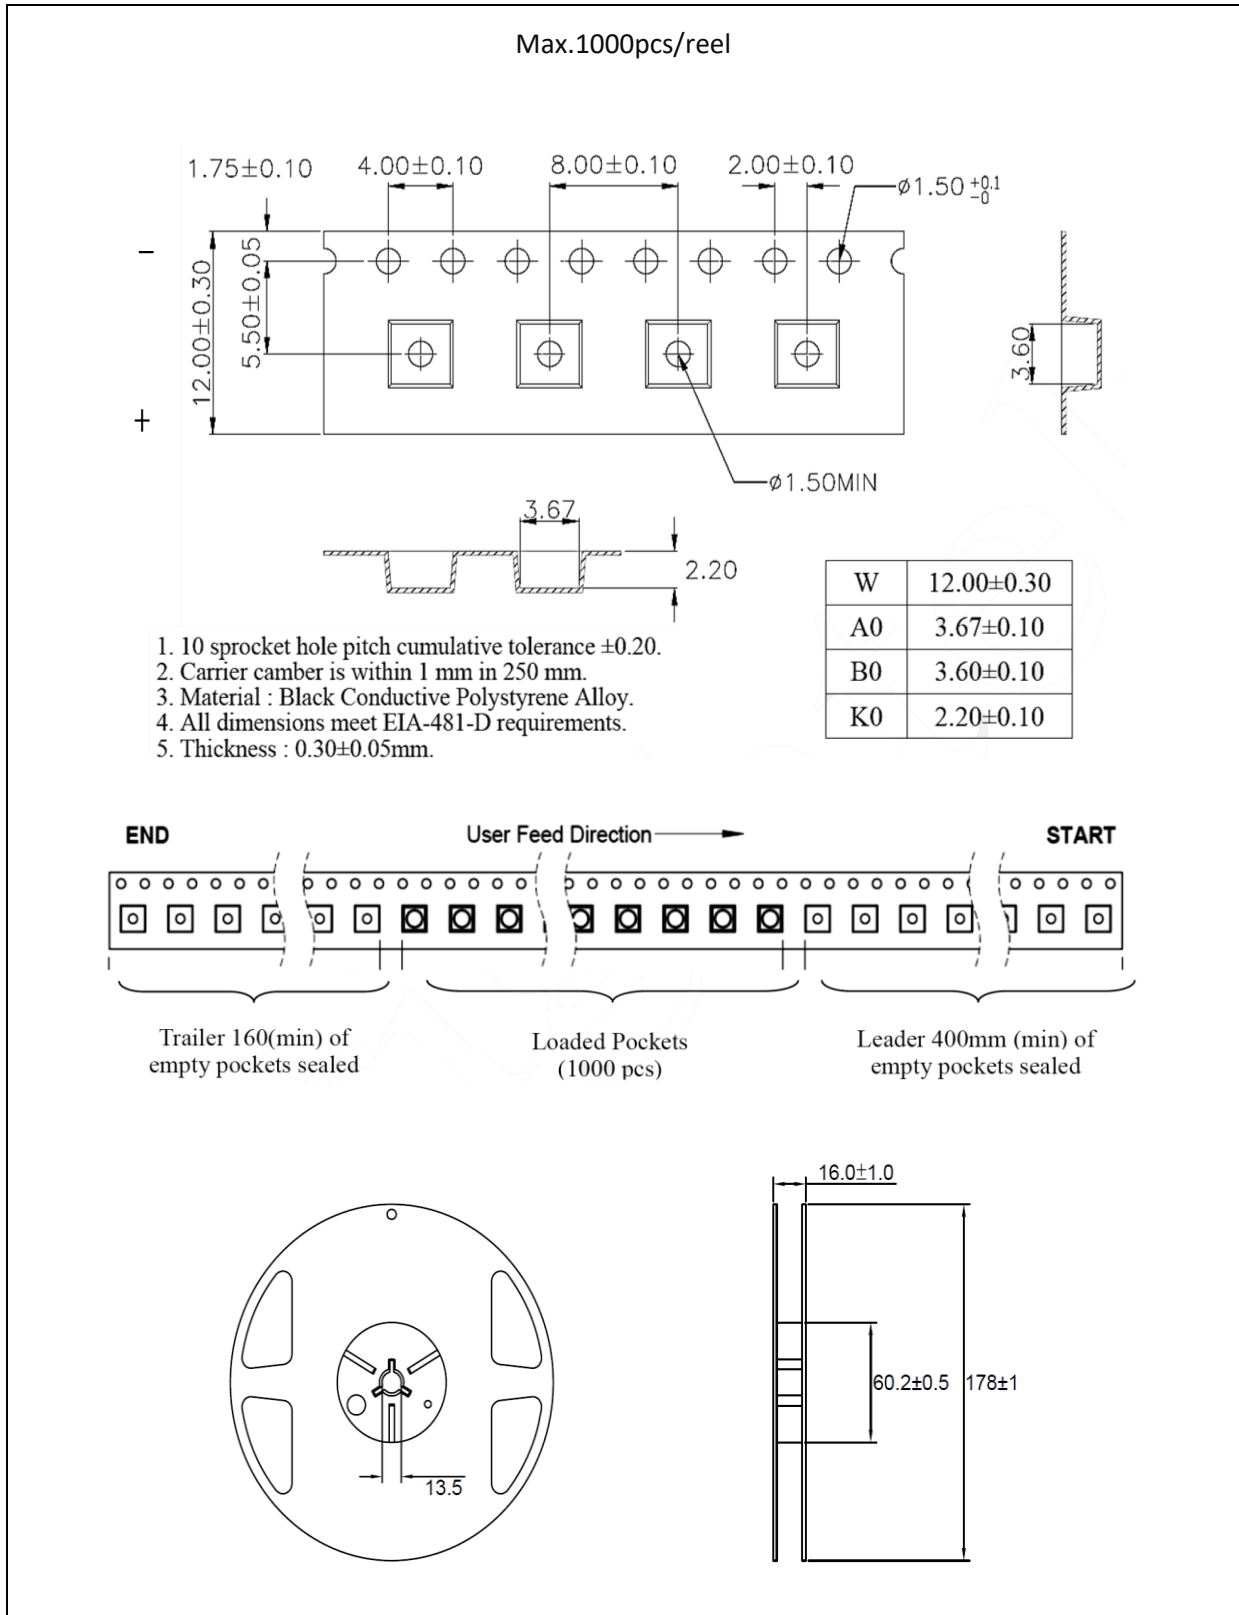 Max.1000pcs/reel
1.75±0.10 4.00±0.10 8.00±0.10 2.00±0.10
ø1.50 +0.1 -0
−
12.00±0.30
5.50±0.05
3.60
+
ø1.50MIN
3.67
2.20
W 12.00±0.30
A0 3.67±0.10
B0 3.60±0.10
K0 2.20±0.10
1. 10 sprocket hole pitch cumulative tolerance ±0.20.
2. Carrier camber is within 1 mm in 250 mm.
3. Material : Black Conductive Polystyrene Alloy.
4. All dimensions meet EIA-481-D requirements.
5. Thickness : 0.30±0.05mm.
END User Feed Direction START
Trailer 160(min) of
empty pockets sealed
Loaded Pockets
(1000 pcs)
Leader 400mm (min) of
empty pockets sealed
16.0±1.0
60.2±0.5 178±1
13.5